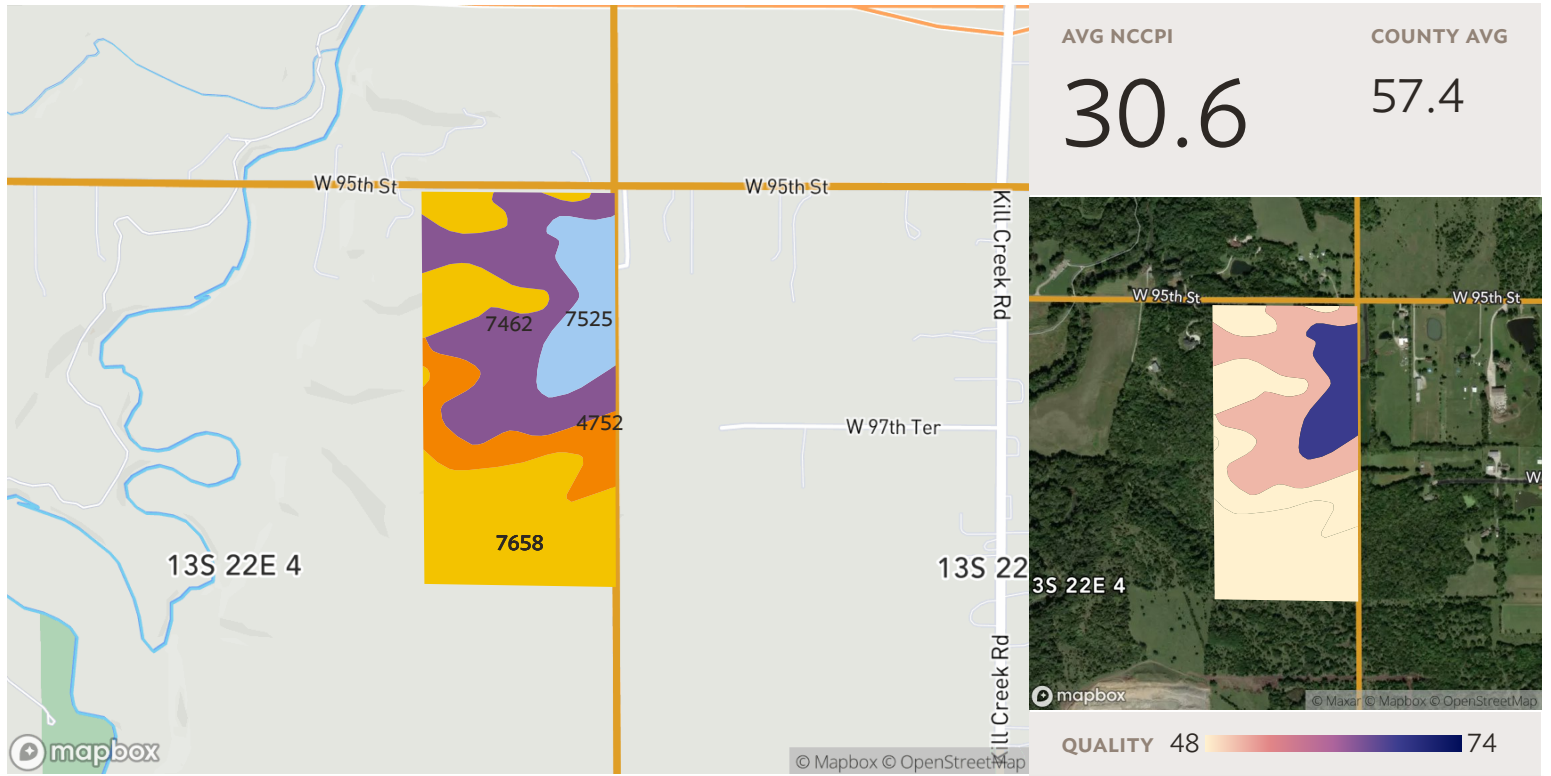 AVG NCCPI
COUNTY AVG
30.6
57.4
W 95th St
W 95th St
Kill Creek Rd
7462
7525
4752
W 97th Ter
7658
13S 22E 4
13S 22
Kill Creek Rd
mapbox
© Mapbox © OpenStreetMap
W 95th St
W 95th St
W
3S 22E 4
mapbox
© Maxar © Mapbox © OpenStreetMap
QUALITY 48 74